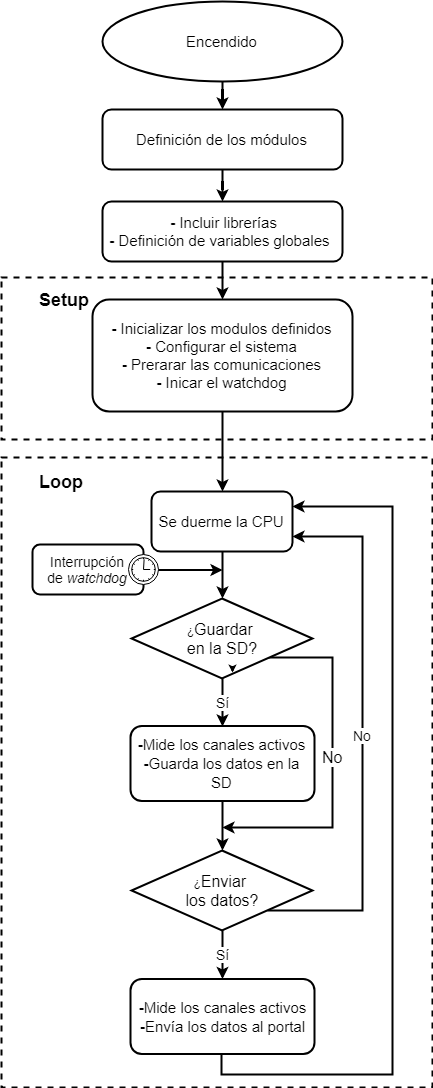 Encendido
Definición de los módulos
- Incluir librerías
- Definición de variables globales
Setup
- Inicializar los modulos definidos
- Configurar el sistema
- Prerarar las comunicaciones
- Inicar el watchdog
Loop
Se duerme la CPU
Interrupción
de watchdog
¿Guardar
en la SD?
Sí
No
-Mide los canales activos
-Guarda los datos en la
SD
No
¿Enviar
los datos?
Sí
-Mide los canales activos
-Envía los datos al portal